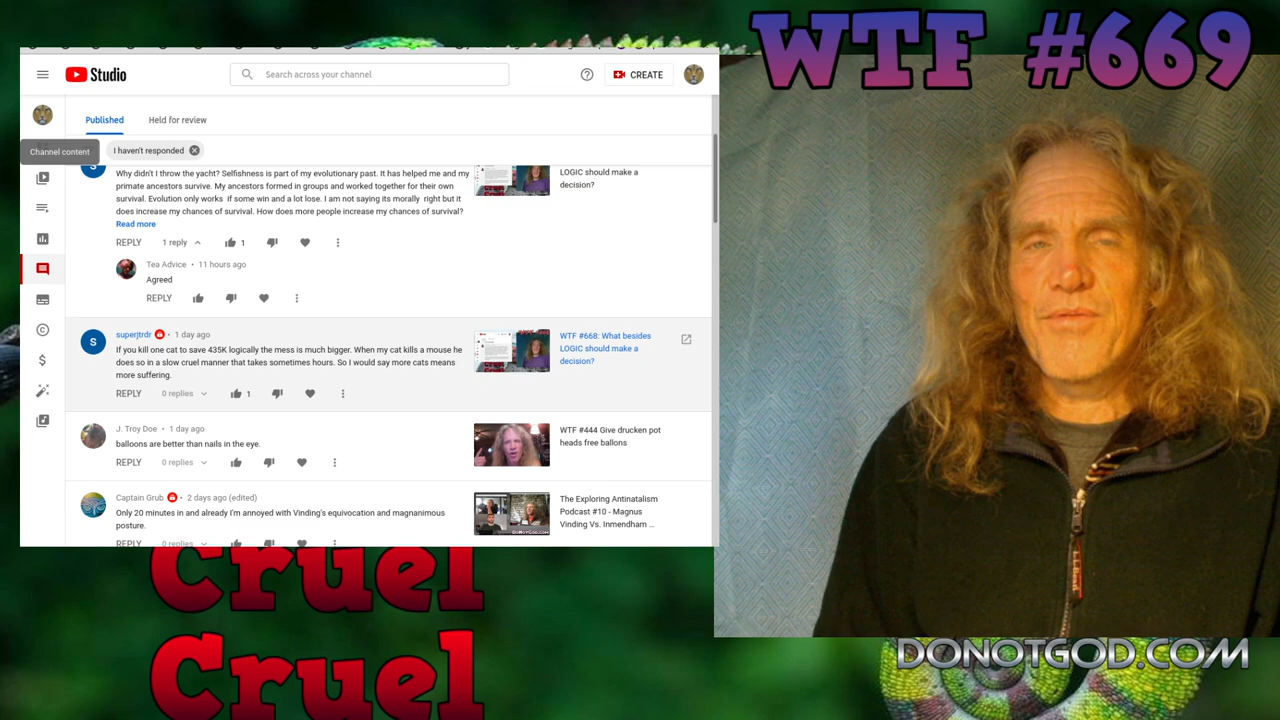 WTF #669
Studio
Search across your channel
CREATE
Published
Held for review
Channel content
I haven't responded
S
Why didn't I throw the yacht? Selfishness is part of my evolutionary past. It has helped me and my
primate ancestors survive. My ancestors formed in groups and worked together for their own
survival. Evolution only works if some win and a lot lose. I am not saying its morally right but it
does increase my chances of survival. How does more people increase my chances of survival?
Read more
LOGIC should make a
decision?
REPLY
1 reply
1
Tea Advice • 11 hours ago
Agreed
REPLY
S
superjtrdr • 1 day ago
If you kill one cat to save 435K logically the mess is much bigger. When my cat kills a mouse he
does so in a slow cruel manner that takes sometimes hours. So I would say more cats means
more suffering.
WTF #668: What besides
LOGIC should make a
decision?
REPLY
0 replies
1
J. Troy Doe • 1 day ago
balloons are better than nails in the eye.
WTF #444 Give drucken pot
heads free ballons
REPLY
0 replies
Captain Grub • 2 days ago (edited)
Only 20 minutes in and already I'm annoyed with Vinding's equivocation and magnanimous
posture.
The Exploring Antinatalism
Podcast #10 - Magnus
Vinding Vs. Inmendham ...
DONOTGOD.COM
REPLY
0 replies
Cruel
Cruel
L.L.Bean
DONOTGOD.COM